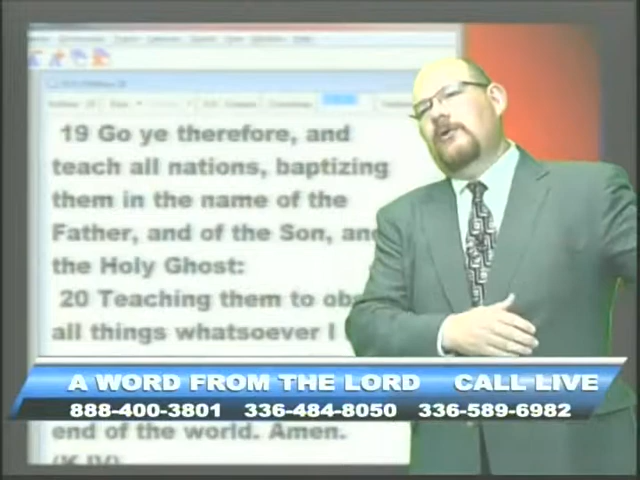 19 Go ye therefore, and
teach all nations, baptizing
them in the name of the
Father, and of the Son, and
the Holy Ghost:
20 Teaching them to
all things whatsoever I
A WORD FROM THE LORD CALL LIVE
888-400-3801 336-484-8050 336-589-6982
end of the world. Amen.
(KJV)